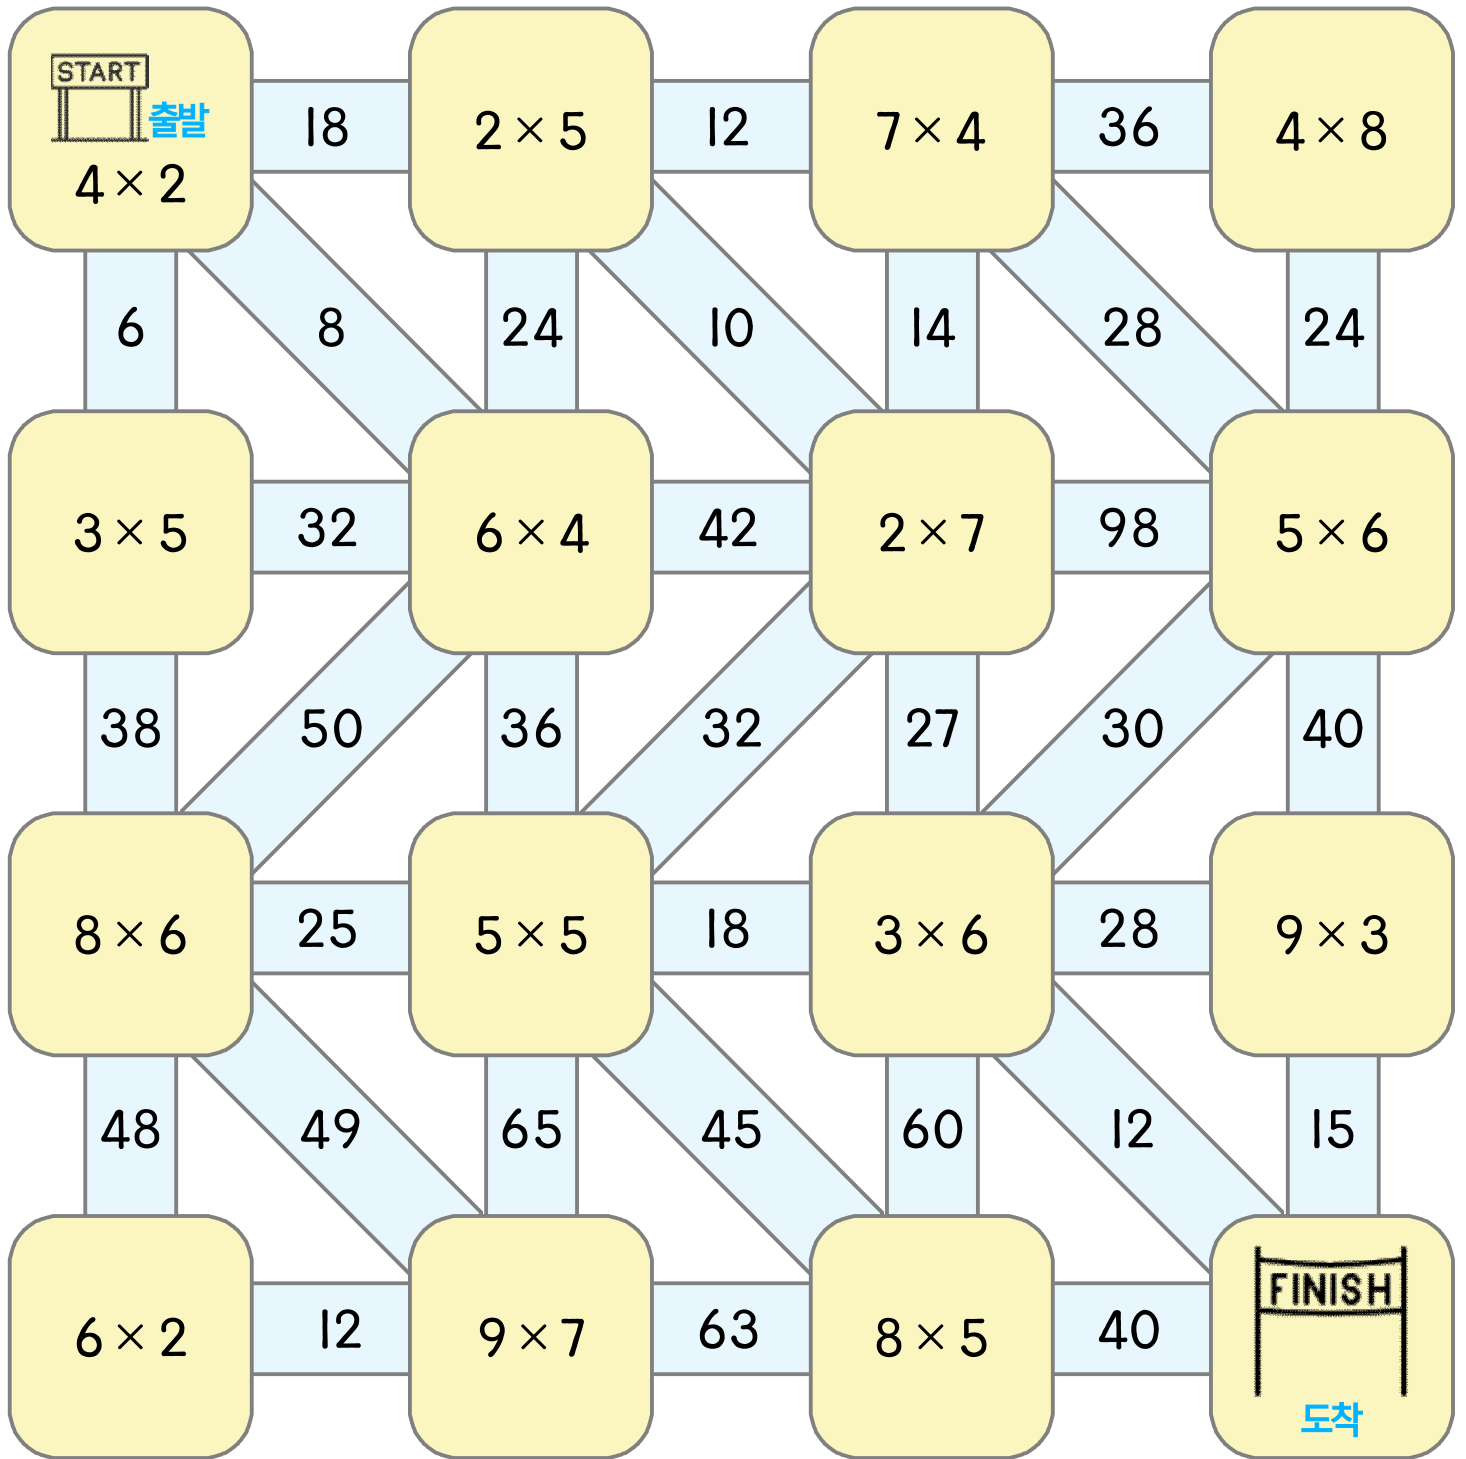 START
출발
4 × 2 18 2 × 5 12 7 × 4 36 4 × 8
6 8 24 10 14 28 24
3 × 5 32 6 × 4 42 2 × 7 98 5 × 6
38 50 36 32 27 30 40
8 × 6 25 5 × 5 18 3 × 6 28 9 × 3
48 49 65 45 60 12 15
6 × 2 12 9 × 7 63 8 × 5 40 FINISH
도착